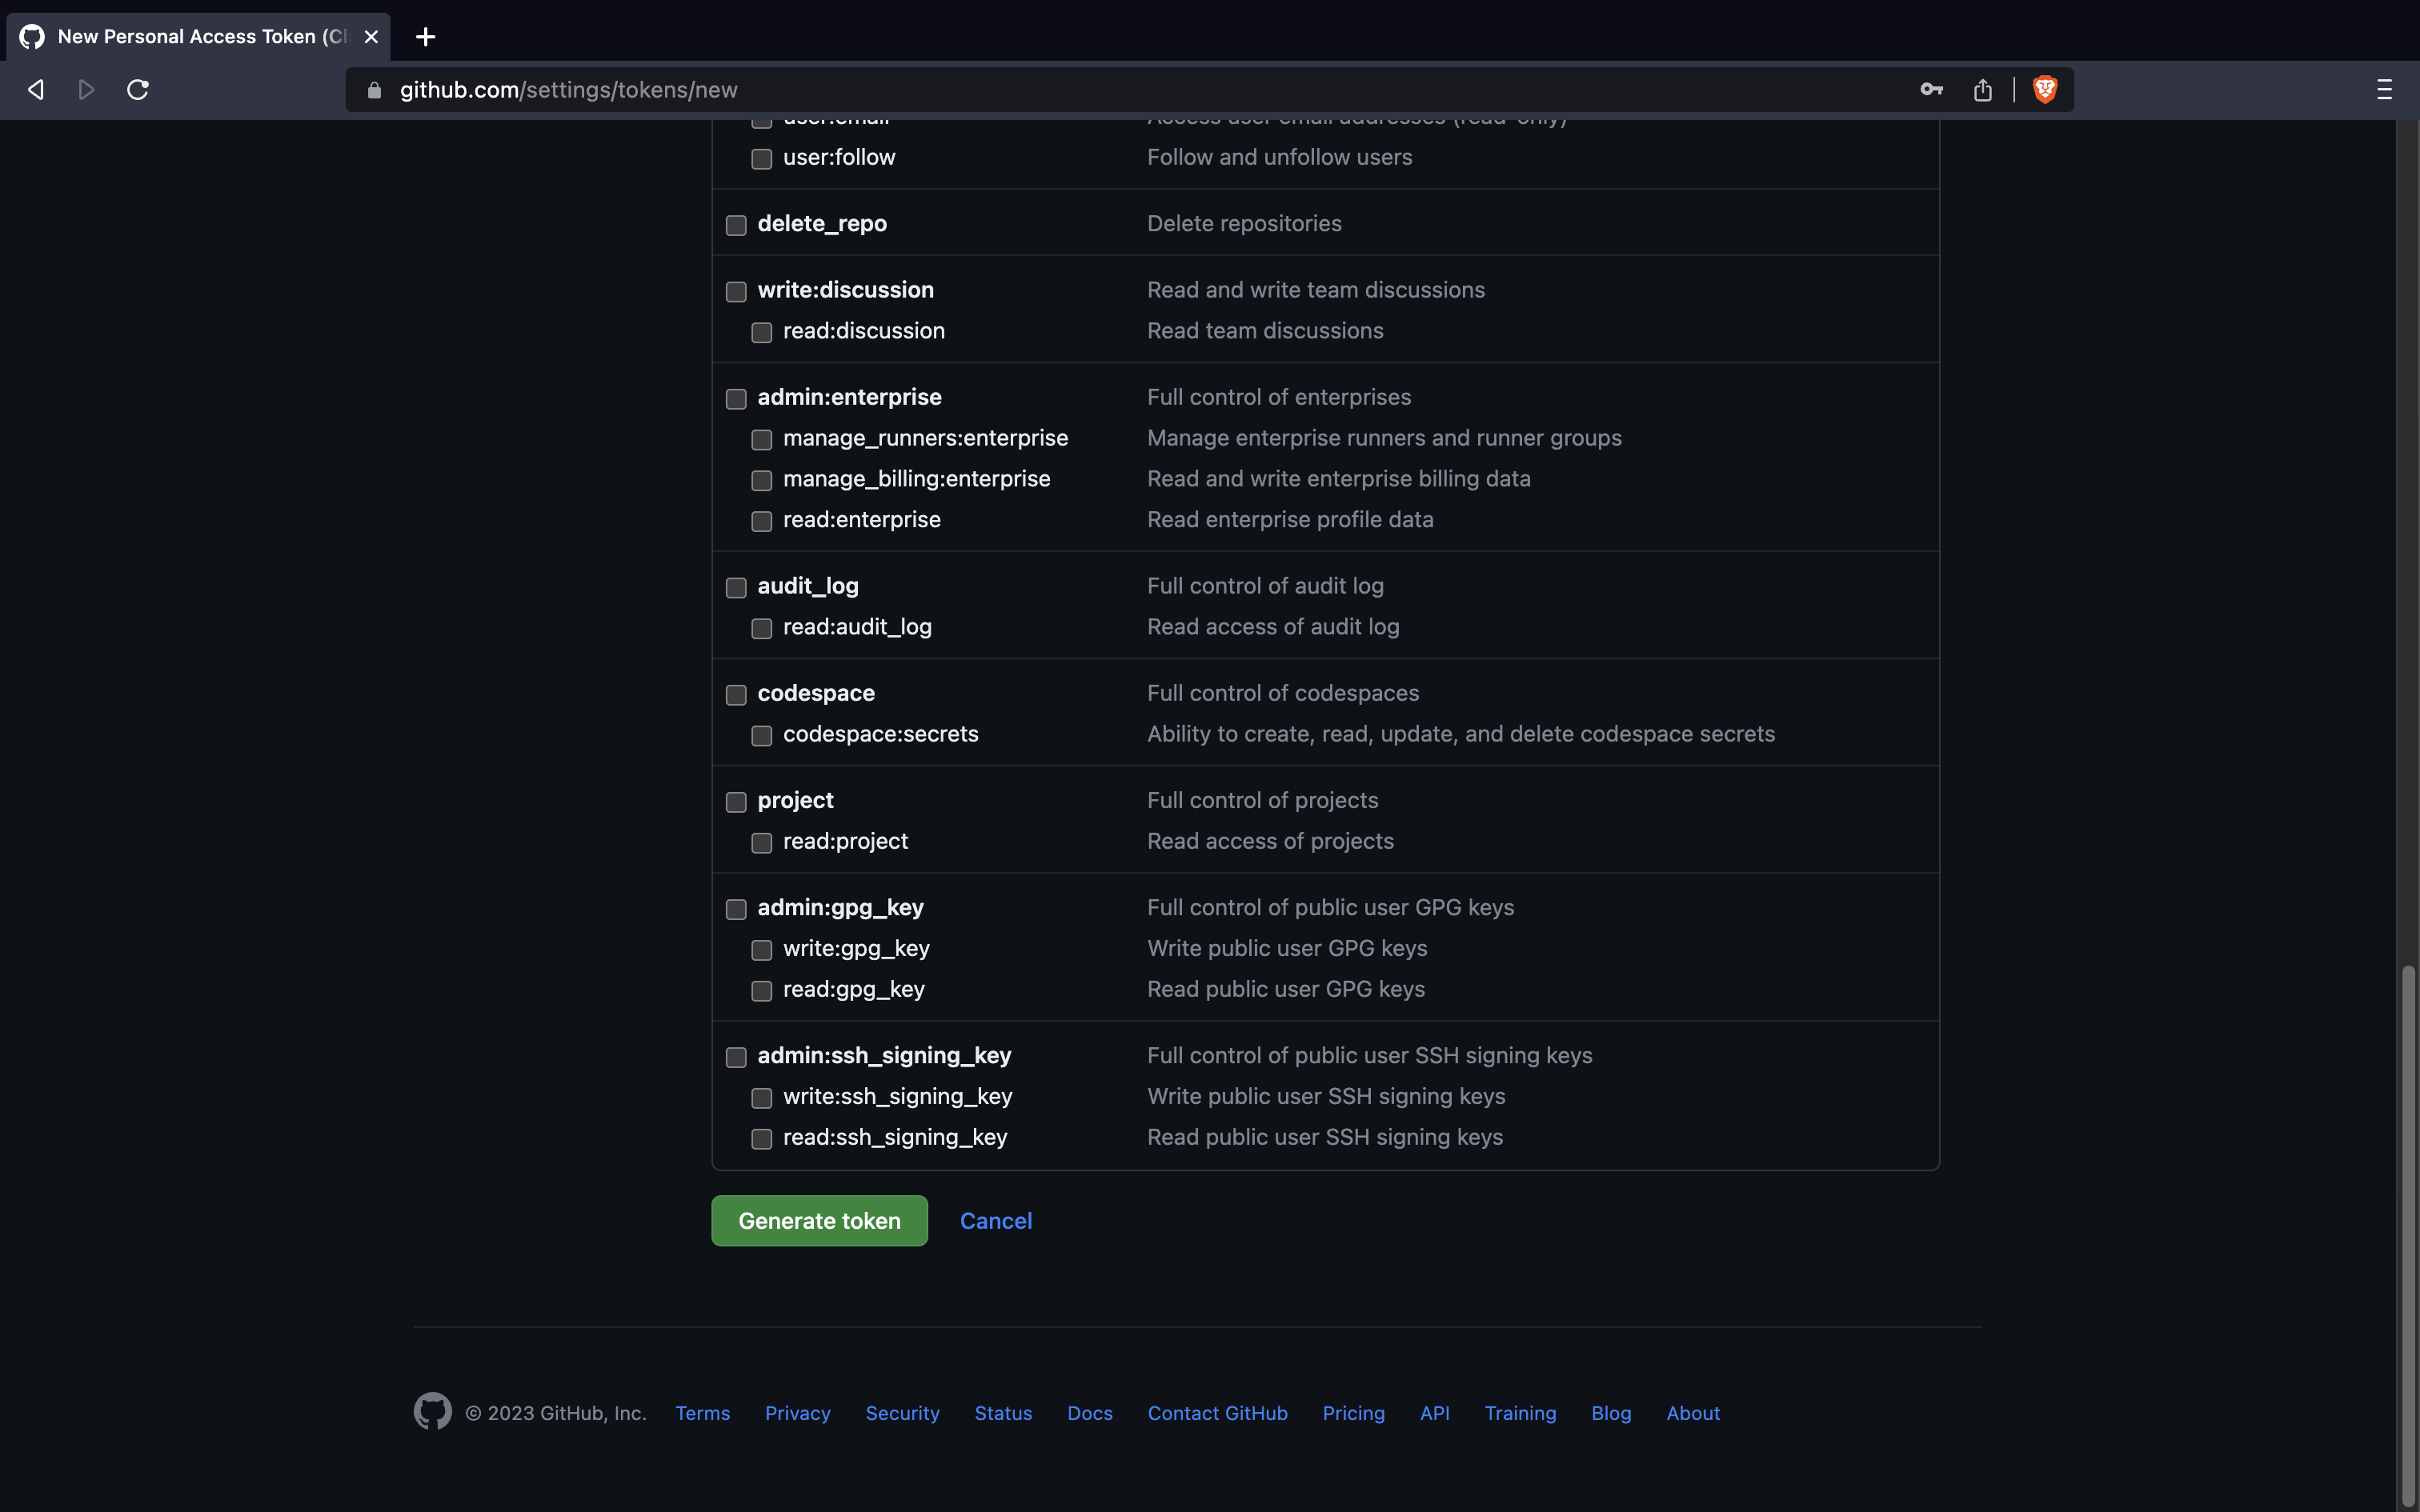 New Personal Access Token (Cl
github.com/settings/tokens/new
user:email Access user email addresses (read-only)
user:follow Follow and unfollow users
delete_repo Delete repositories
write:discussion Read and write team discussions
read:discussion Read team discussions
admin:enterprise Full control of enterprises
manage_runners:enterprise Manage enterprise runners and runner groups
manage_billing:enterprise Read and write enterprise billing data
read:enterprise Read enterprise profile data
audit_log Full control of audit log
read:audit_log Read access of audit log
codespace Full control of codespaces
codespace:secrets Ability to create, read, update, and delete codespace secrets
project Full control of projects
read:project Read access of projects
admin:gpg_key Full control of public user GPG keys
write:gpg_key Write public user GPG keys
read:gpg_key Read public user GPG keys
admin:ssh_signing_key Full control of public user SSH signing keys
write:ssh_signing_key Write public user SSH signing keys
read:ssh_signing_key Read public user SSH signing keys
Generate token Cancel
© 2023 GitHub, Inc. Terms Privacy Security Status Docs Contact GitHub Pricing API Training Blog About